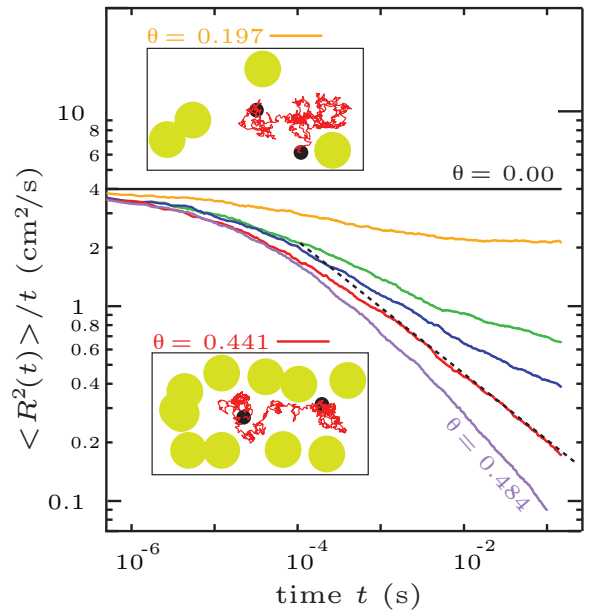 θ = 0.197
10
8
6
θ = 0.00
4
2
1
0.8
0.6
θ = 0.441
0.4
0.2
θ = 0.484
0.1
< R²(t) > /t (cm²/s)
10⁻⁶ 10⁻⁴ 10⁻²
time t (s)